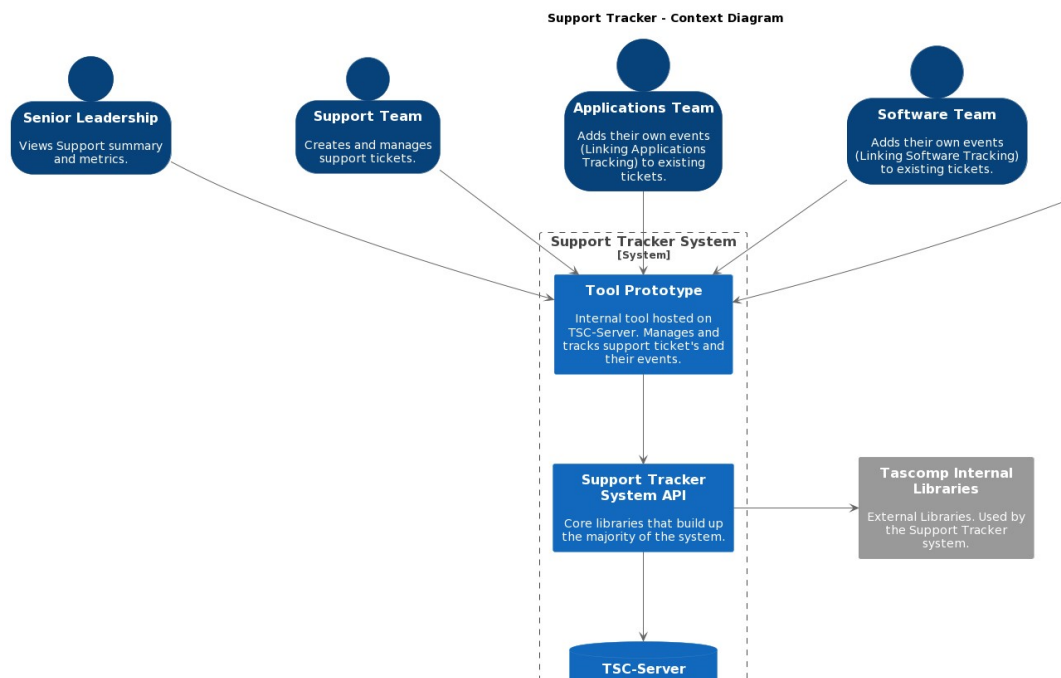 Support Tracker - Context Diagram
Senior Leadership
Views Support summary
and metrics.
Support Team
Creates and manages
support tickets.
Applications Team
Adds their own events
(Linking Applications
Tracking) to existing
tickets.
Software Team
Adds their own events
(Linking Software Tracking)
to existing tickets.
Support Tracker System
[System]
Tool Prototype
Internal tool hosted on
TSC-Server. Manages and
tracks support ticket's and
their events.
Support Tracker
System API
Core libraries that build up
the majority of the system.
Tascomp Internal
Libraries
External Libraries. Used by
the Support Tracker
system.
TSC-Server